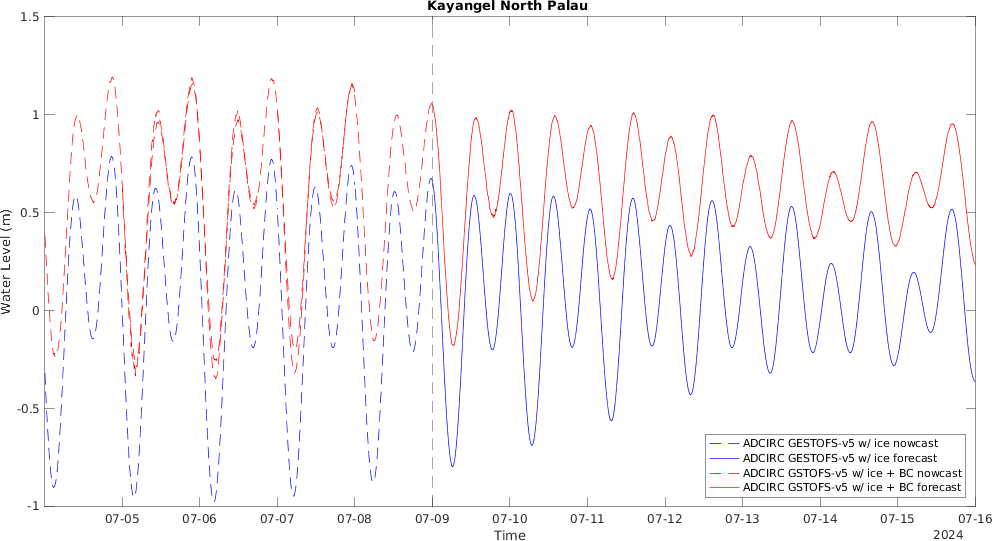 Kayangel North Palau
1.5
1
0.5
0
-0.5
-1
Water Level (m)
ADCIRC GESTOFS-v5 w/ ice nowcast
ADCIRC GESTOFS-v5 w/ ice forecast
ADCIRC GSTOFS-v5 w/ ice + BC nowcast
ADCIRC GSTOFS-v5 w/ ice + BC forecast
07-05 07-06 07-07 07-08 07-09 07-10 07-11 07-12 07-13 07-14 07-15 07-16
Time
2024